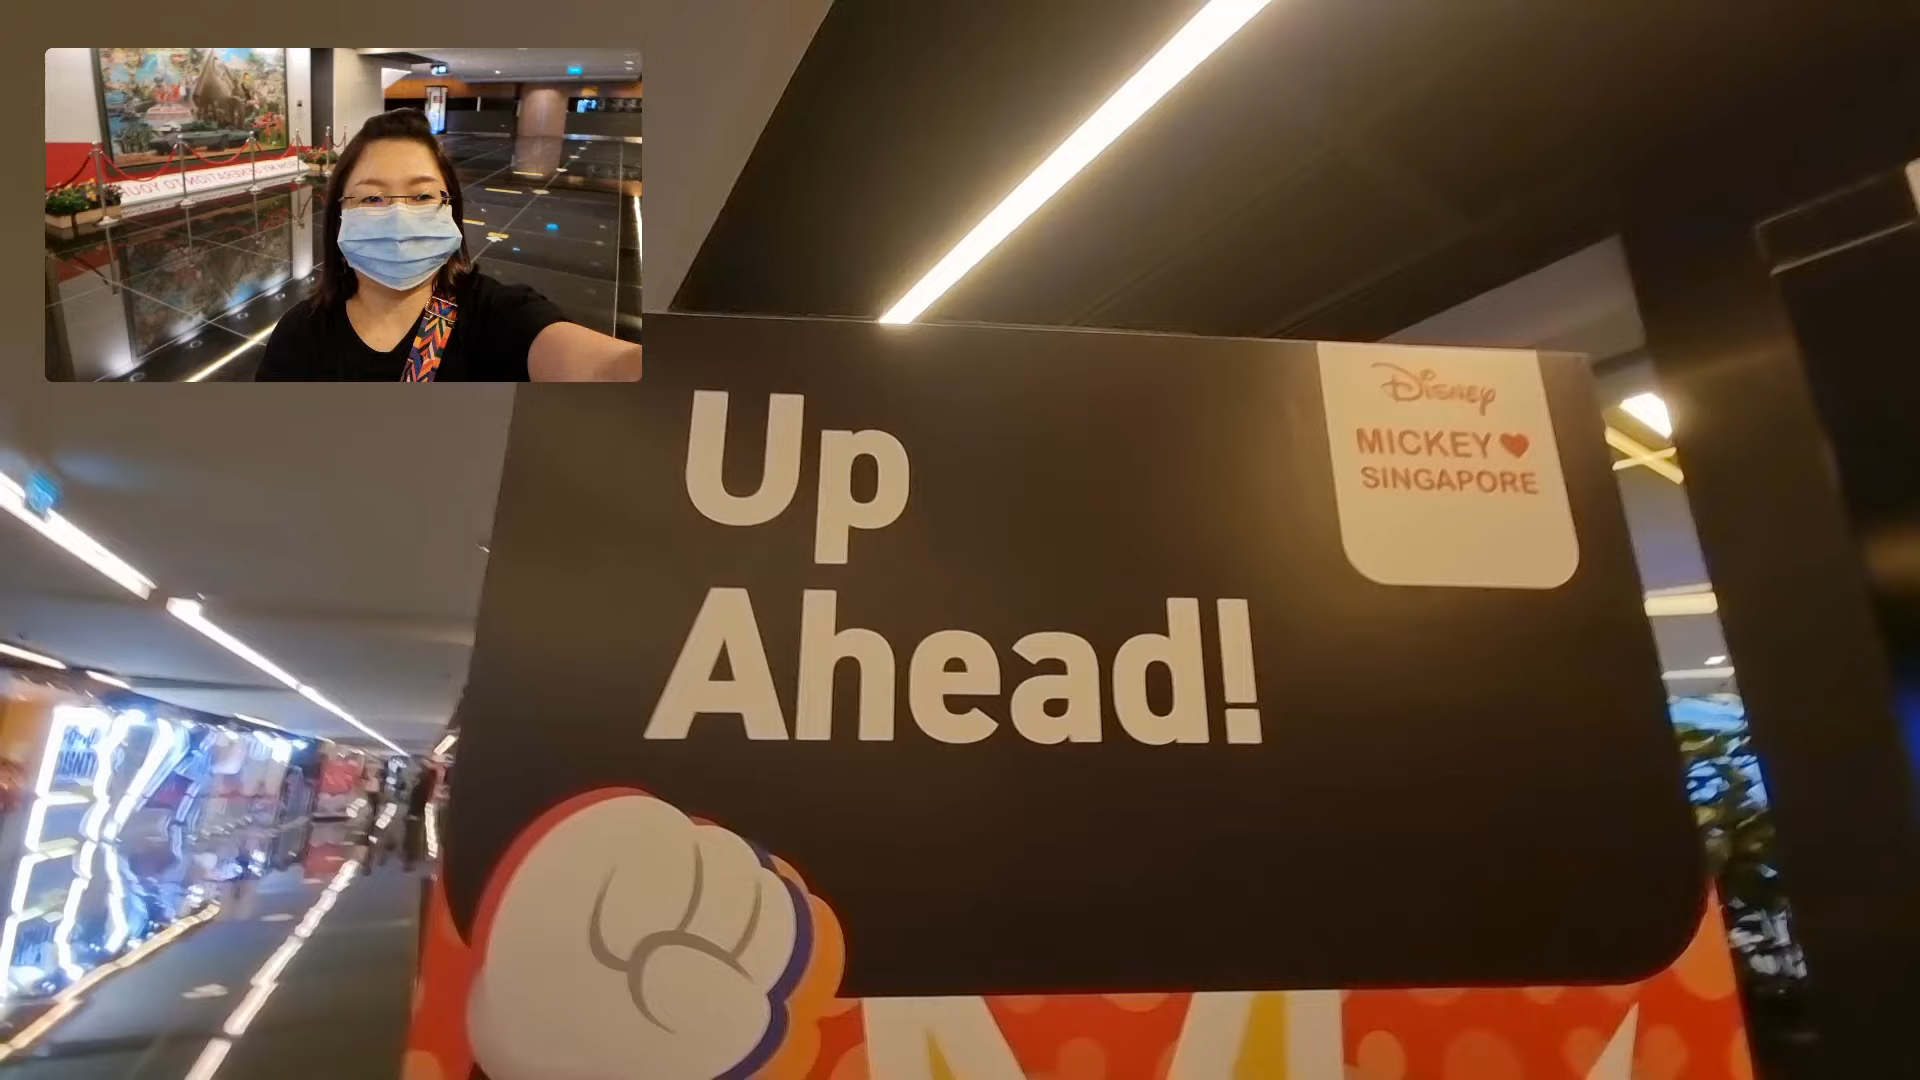 Up
Ahead!
Disney
MICKEY ♥
SINGAPORE